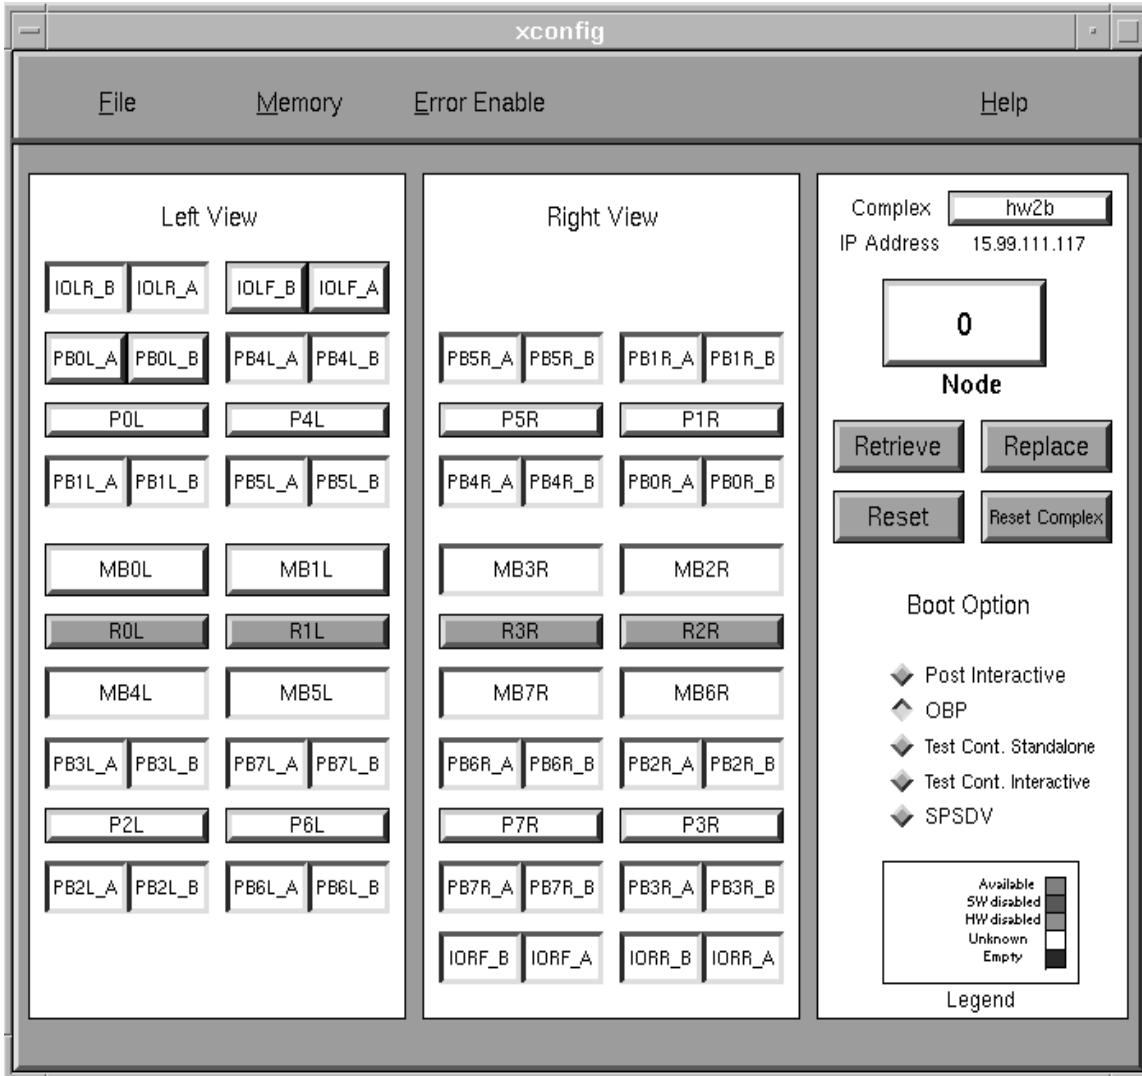 xconfig
File Memory Error Enable Help
Left View
IOLR_B IOLR_A IOLF_B IOLF_A
PB0L_A PB0L_B PB4L_A PB4L_B
P0L P4L
PB1L_A PB1L_B PB5L_A PB5L_B
MB0L MB1L
R0L R1L
MB4L MB5L
PB3L_A PB3L_B PB7L_A PB7L_B
P2L P6L
PB2L_A PB2L_B PB6L_A PB6L_B
Right View
PB5R_A PB5R_B PB1R_A PB1R_B
P5R P1R
PB4R_A PB4R_B PB0R_A PB0R_B
MB3R MB2R
R3R R2R
MB7R MB6R
PB6R_A PB6R_B PB2R_A PB2R_B
P7R P3R
PB7R_A PB7R_B PB3R_A PB3R_B
IORF_B IORF_A IORR_B IORR_A
Complex hw2b
IP Address 15.99.111.117
0
Node
Retrieve Replace
Reset Reset Complex
Boot Option
Post Interactive
OBP
Test Cont. Standalone
Test Cont. Interactive
SPSDV
Available
SW disabled
HW disabled
Unknown
Empty
Legend